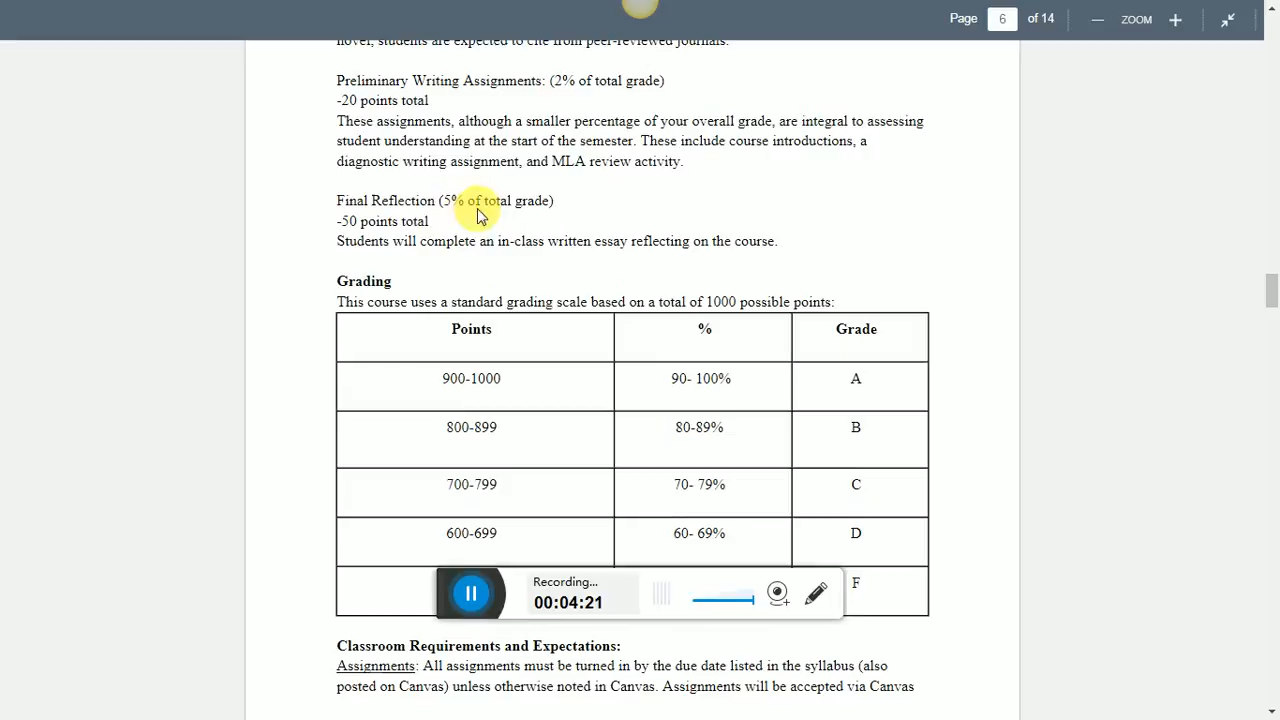 Page 6 of 14 — ZOOM +
novel, students are expected to cite from peer-reviewed journals.
Preliminary Writing Assignments: (2% of total grade)
-20 points total
These assignments, although a smaller percentage of your overall grade, are integral to assessing
student understanding at the start of the semester. These include course introductions, a
diagnostic writing assignment, and MLA review activity.
Final Reflection (5% of total grade)
-50 points total
Students will complete an in-class written essay reflecting on the course.
Grading
This course uses a standard grading scale based on a total of 1000 possible points:
Points % Grade
900-1000 90- 100% A
800-899 80-89% B
700-799 70- 79% C
600-699 60- 69% D
F
Recording...
00:04:21
Classroom Requirements and Expectations:
Assignments: All assignments must be turned in by the due date listed in the syllabus (also
posted on Canvas) unless otherwise noted in Canvas. Assignments will be accepted via Canvas